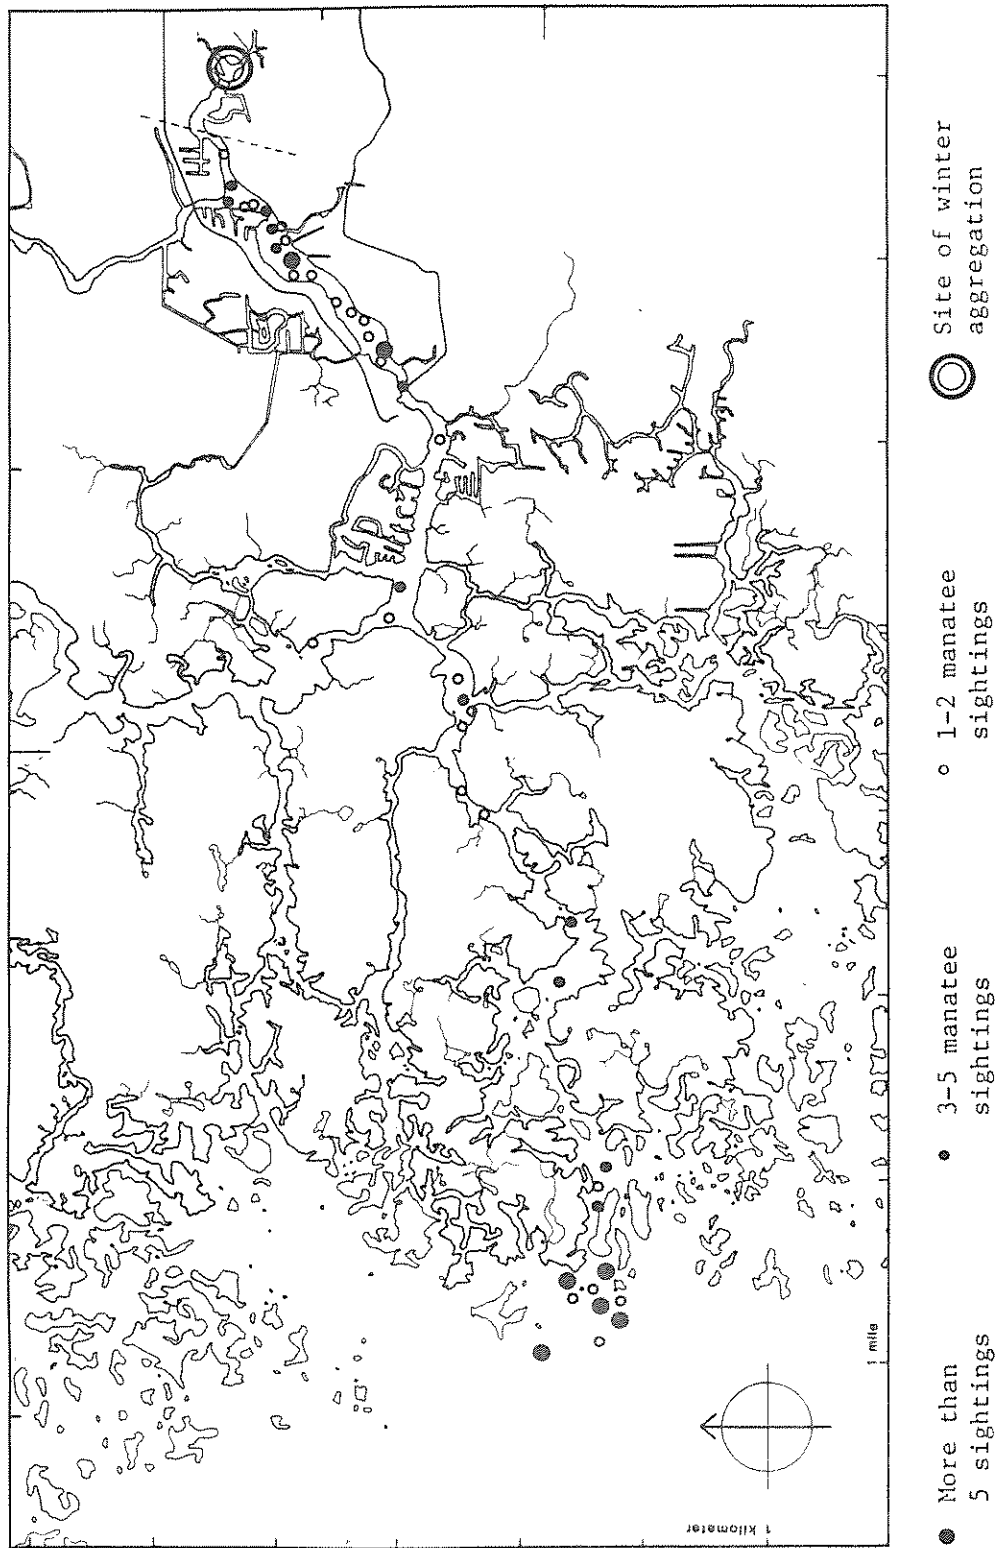 1 mile
1 kilometer
More than
5 sightings
3-5 manatee
sightings
1-2 manatee
sightings
Site of winter
aggregation